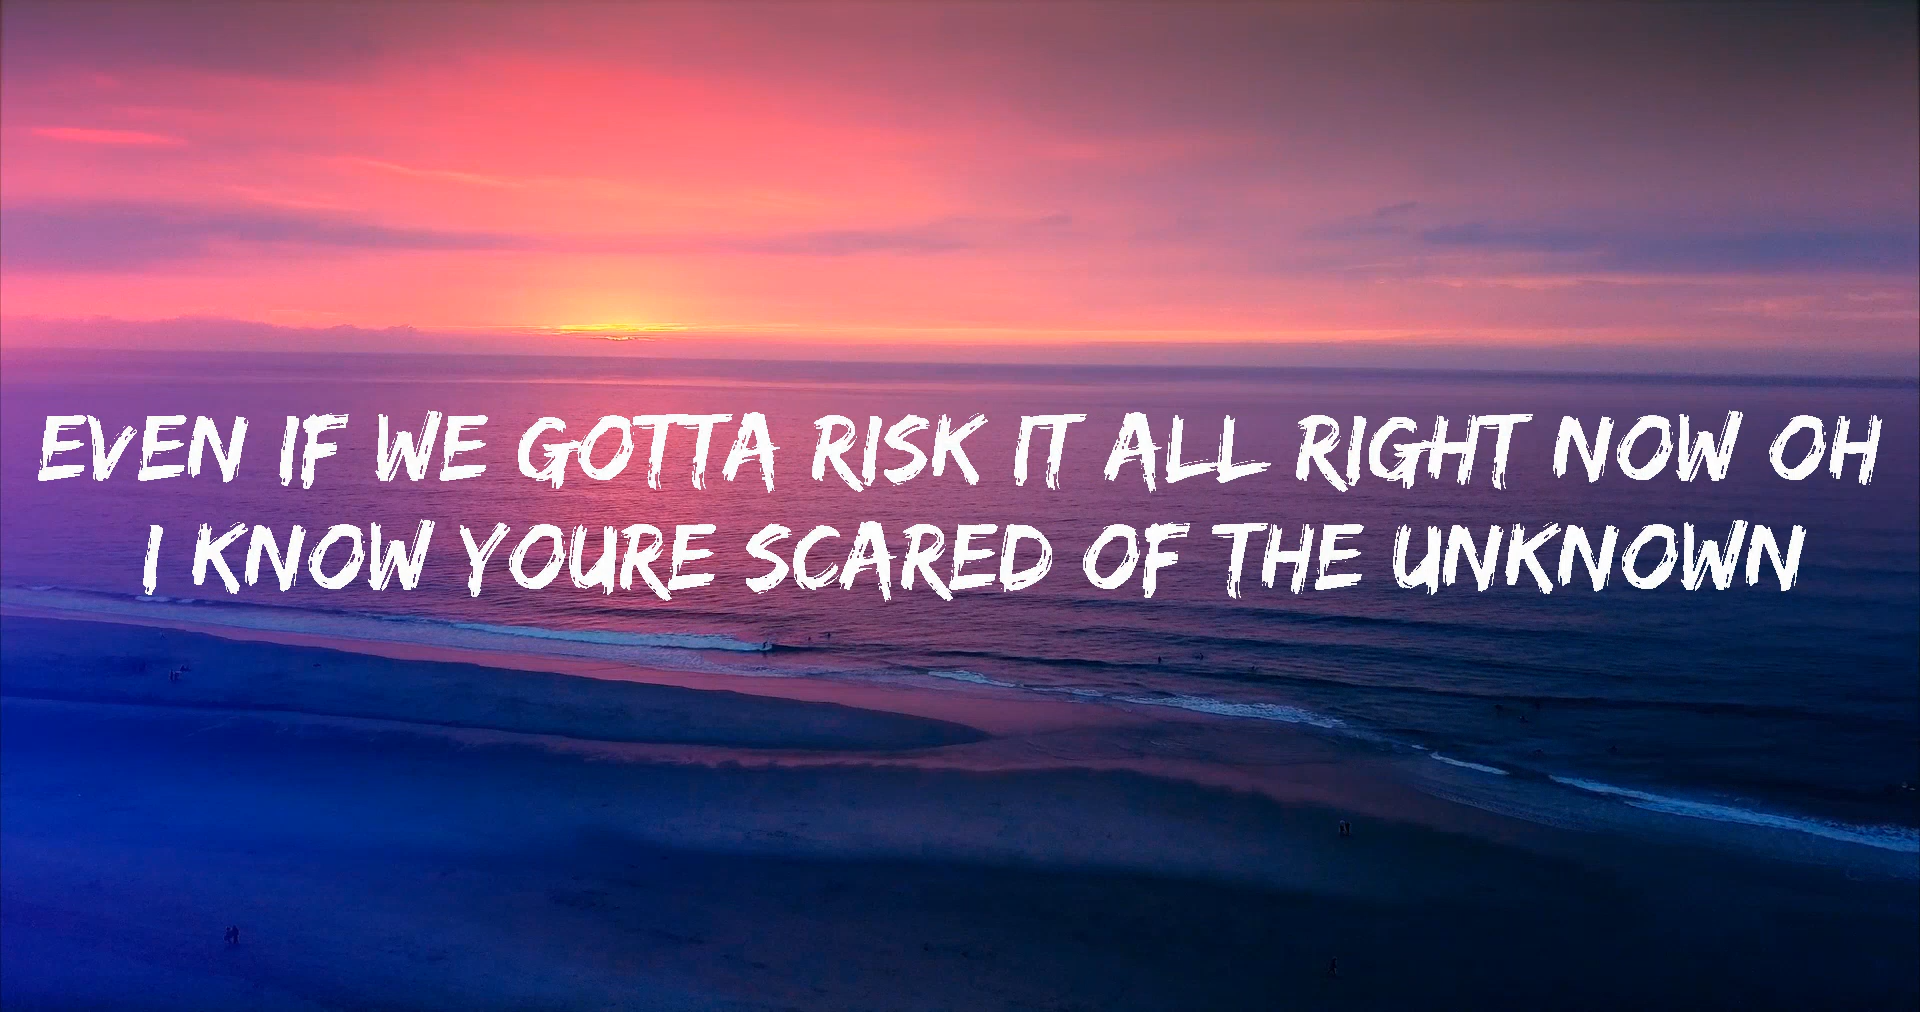 EVEN IF WE GOTTA RISK IT ALL RIGHT NOW OH
I KNOW YOURE SCARED OF THE UNKNOWN